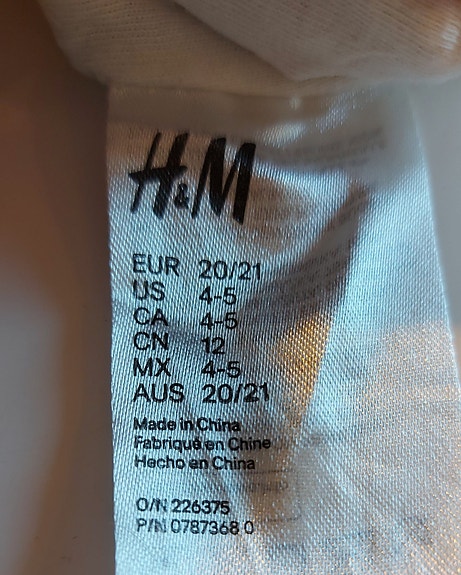 H&M
EUR 20/21
US 4-5
CA 4-5
CN 12
MX 4-5
AUS 20/21
Made in China
Fabriqué en Chine
Hecho en China
O/N 226375
P/N 0787368 0